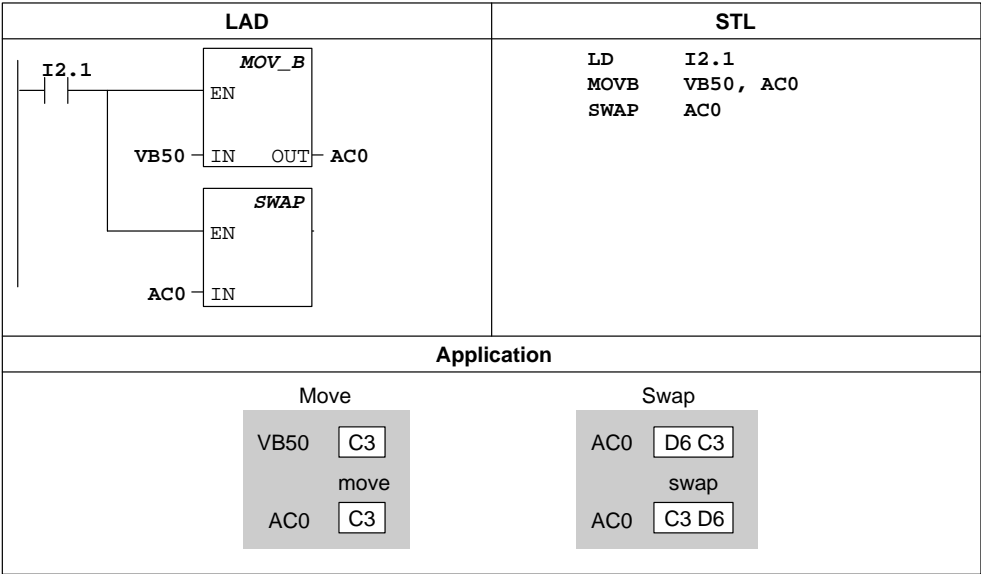 LAD
STL
I2.1
MOV_B
EN
VB50 IN OUT AC0
SWAP
EN
AC0 IN
LD I2.1
MOVB VB50, AC0
SWAP AC0
Application
Move
VB50 C3
move
AC0 C3
Swap
AC0 D6 C3
swap
AC0 C3 D6